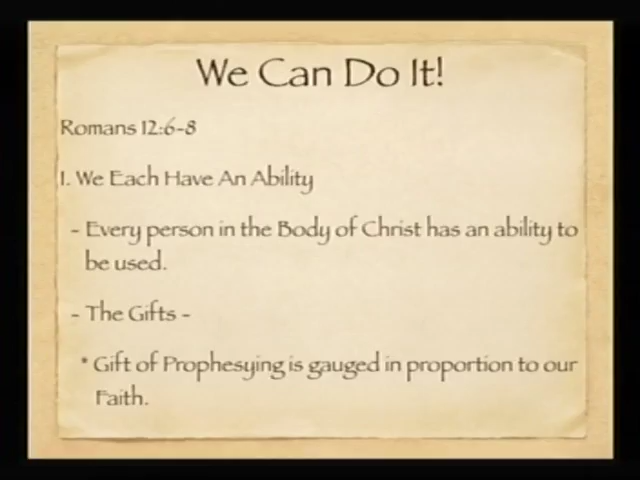 We Can Do It!
Romans 12:6-8
I. We Each Have An Ability
- Every person in the Body of Christ has an ability to
be used.
- The Gifts -
* Gift of Prophesying is gauged in proportion to our
Faith.